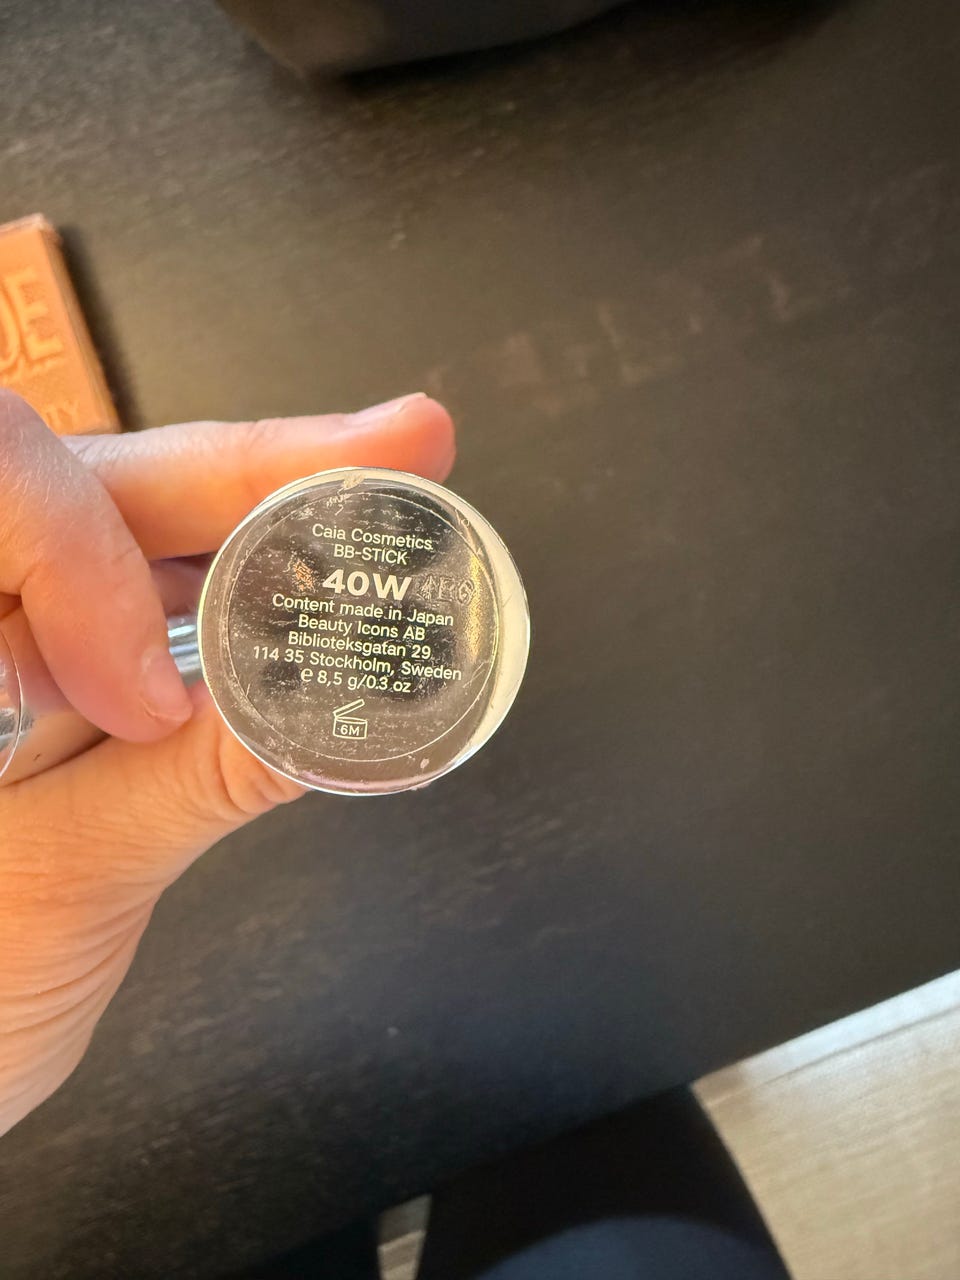 Caia Cosmetics
BB-STICK
40W
Content made in Japan
Beauty Icons AB
Biblioteksgatan 29
114 35 Stockholm, Sweden
e 8,5 g/0.3 oz
6M